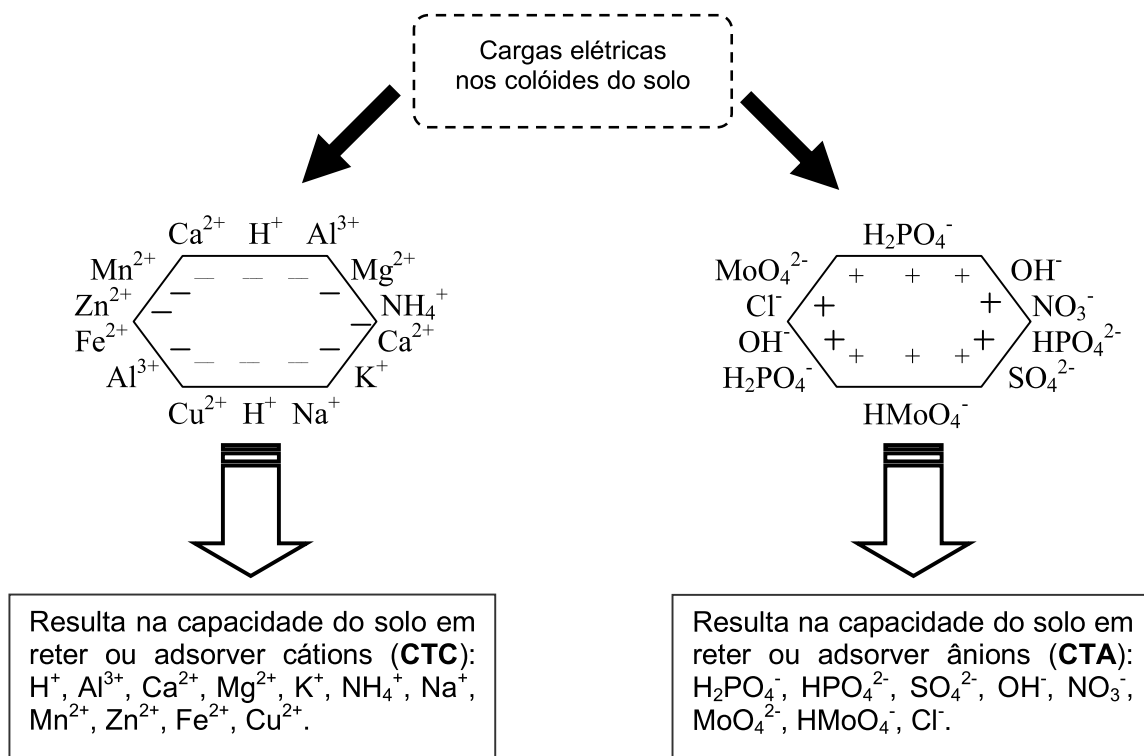 Cargas elétricas
nos colóides do solo
Ca²⁺ H⁺ Al³⁺
Mn²⁺ Mg²⁺
Zn²⁺ NH₄⁺
Fe²⁺ Ca²⁺
Al³⁺ K⁺
Cu²⁺ H⁺ Na⁺
H₂PO₄⁻
MoO₄²⁻ OH⁻
Cl⁻ NO₃⁻
OH⁻ HPO₄²⁻
H₂PO₄⁻ SO₄²⁻
HMoO₄⁻
Resulta na capacidade do solo em
reter ou adsorver cátions (CTC):
H⁺, Al³⁺, Ca²⁺, Mg²⁺, K⁺, NH₄⁺, Na⁺,
Mn²⁺, Zn²⁺, Fe²⁺, Cu²⁺.
Resulta na capacidade do solo em
reter ou adsorver ânions (CTA):
H₂PO₄⁻, HPO₄²⁻, SO₄²⁻, OH⁻, NO₃⁻,
MoO₄²⁻, HMoO₄⁻, Cl⁻.